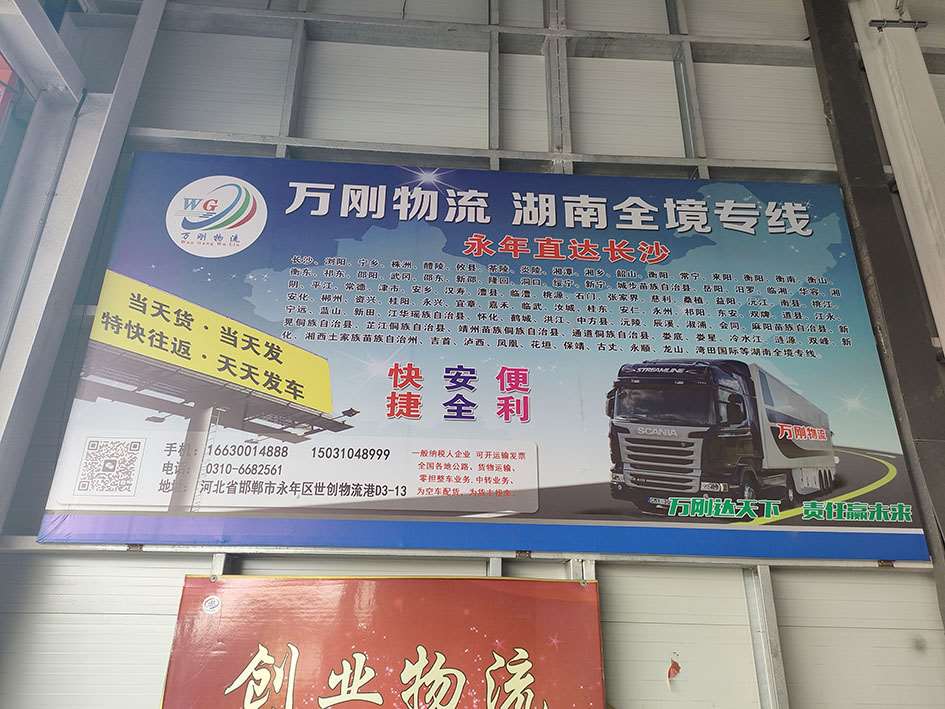 WG
万刚物流
Wan Gang Wu Liu
万刚物流 湖南全境专线
永年直达长沙
长沙、浏阳、宁乡、株洲、醴陵、攸县、茶陵、炎陵、湘潭、湘乡、韶山、衡阳、常宁、耒阳、衡阳、衡南、衡山、
衡东、祁东、邵阳、武冈、邵东、新邵、隆回、洞口、绥宁、新宁、城步苗族自治县、岳阳、汨罗、临湘、华容、湘
阴、平江、常德、津市、安乡、汉寿、澧县、临澧、桃源、石门、张家界、慈利、桑植、益阳、沅江、南县、桃江、
安化、郴州、资兴、桂阳、永兴、宜章、嘉禾、临武、汝城、桂东、安仁、永州、祁阳、东安、双牌、道县、江永、
宁远、蓝山、新田、江华瑶族自治县、怀化、鹤城、洪江、中方县、沅陵、辰溪、溆浦、会同、麻阳苗族自治县、新
晃侗族自治县、芷江侗族自治县、靖州苗族侗族自治县、通道侗族自治县、娄底、娄星、冷水江、涟源、双峰、新
化、湘西土家族苗族自治州、吉首、泸西、凤凰、花垣、保靖、古丈、永顺、龙山、湾田国际等湖南全境专线
当天货·当天发
特快往返·天天发车
快捷 安全 便利
手机：16630014888 15031048999
电话： 0310-6682561
地址：河北省邯郸市永年区世创物流港D3-13
一般纳税人企业 可开运输发票
全国各地公路、货物运输、
零担整车业务、中转业务、
为空车配货、为货主找车
STREAMLINE
SCANIA
万刚物流
万刚达天下 责任赢未来
创业物流